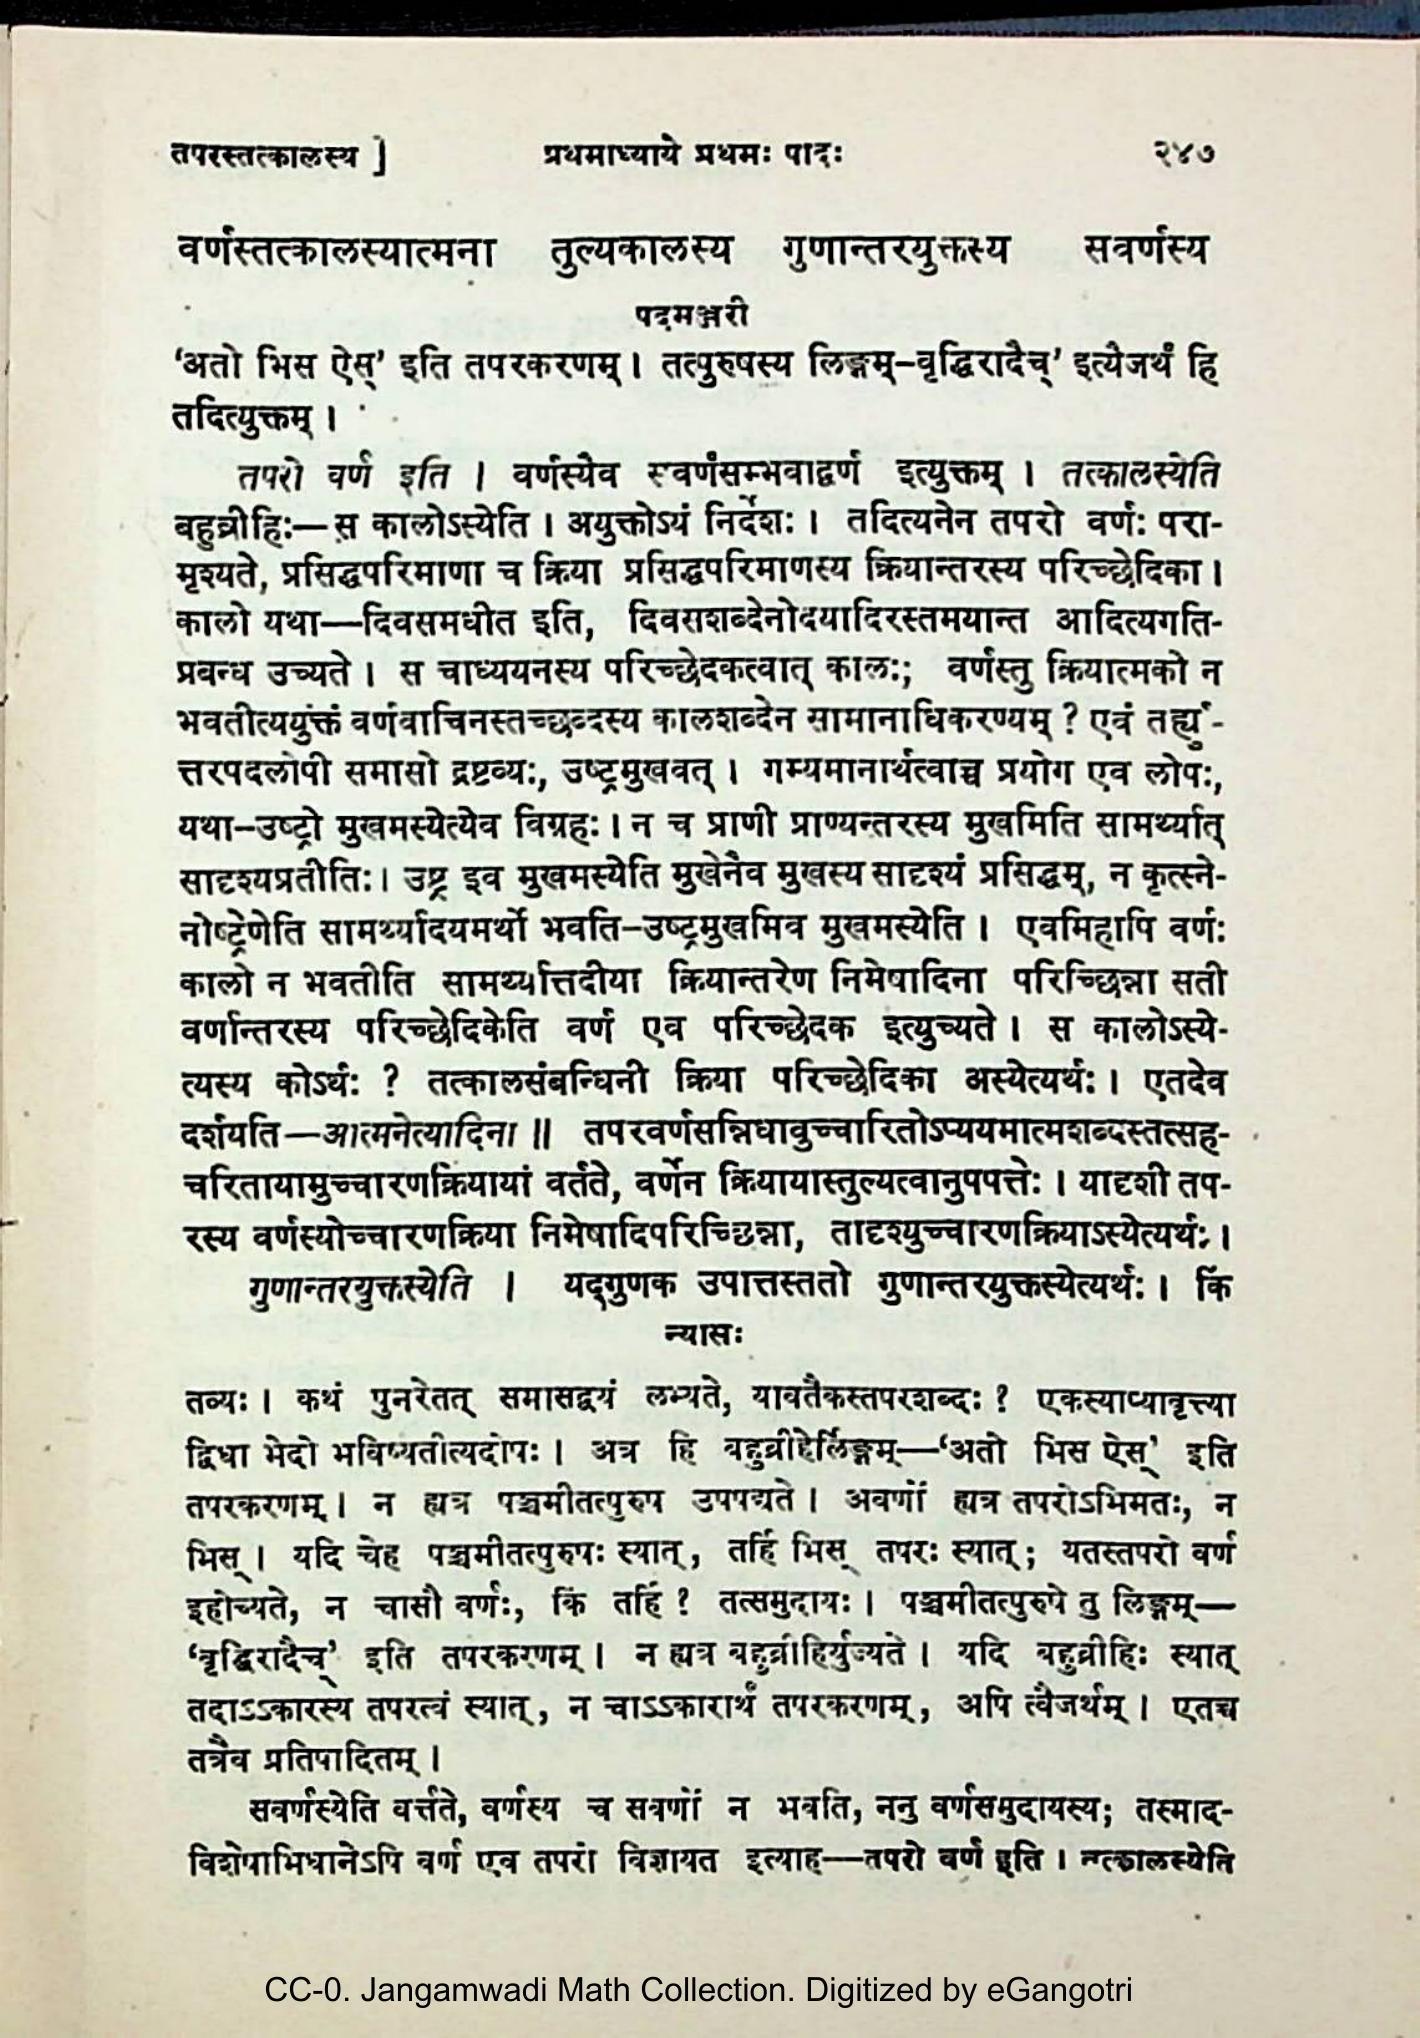 तपरस्तत्कालस्य ] प्रथमाध्याये प्रथमः पादः २४७
वर्णस्तत्कालस्यात्मना तुल्यकालस्य गुणान्तरयुक्तस्य सवर्णस्य
पदमञ्जरी
‘अतो भिस ऐस्’ इति तपरकरणम् । तत्पुरुषस्य लिङ्गम्–वृद्धिरादैच्’ इत्यैजर्थं हि
तदित्युक्तम् ।
तपरो वर्ण इति । वर्णस्यैव सवर्णसम्भवाद्वर्ण इत्युक्तम् । तत्कालस्येति
बहुव्रीहिः—स कालोऽस्येति । अयुक्तोऽयं निर्देशः । तदित्यनेन तपरो वर्णः परा-
मृश्यते, प्रसिद्धपरिमाणा च क्रिया प्रसिद्धपरिमाणस्य क्रियान्तरस्य परिच्छेदिका ।
कालो यथा—दिवसमधीत इति, दिवसशब्देनोदयादिरस्तमयान्त आदित्यगति-
प्रबन्ध उच्यते । स चाध्ययनस्य परिच्छेदकत्वात् कालः; वर्णस्तु क्रियात्मको न
भवतीत्ययुक्तं वर्णवाचिनस्तच्छब्दस्य कालशब्देन सामानाधिकरण्यम् ? एवं तर्ह्यु-
त्तरपदलोपी समासो द्रष्टव्यः, उष्ट्रमुखवत् । गम्यमानार्थत्वाच्च प्रयोग एव लोपः,
यथा–उष्ट्रो मुखमस्येत्येव विग्रहः । न च प्राणी प्राण्यन्तरस्य मुखमिति सामर्थ्यात्
सादृश्यप्रतीतिः । उष्ट्र इव मुखमस्येति मुखेनैव मुखस्य सादृश्यं प्रसिद्धम्, न कृत्स्ने-
नोष्ट्रेणेति सामर्थ्यादयमर्थो भवति–उष्ट्रमुखमिव मुखमस्येति । एवमिहापि वर्णः
कालो न भवतीति सामर्थ्यात्तदीया क्रियान्तरेण निमेषादिना परिच्छिन्ना सती
वर्णान्तरस्य परिच्छेदिकेति वर्ण एव परिच्छेदक इत्युच्यते । स कालोऽस्ये-
त्यस्य कोऽर्थः ? तत्कालसंबन्धिनी क्रिया परिच्छेदिका अस्येत्यर्थः । एतदेव
दर्शयति—आत्मनेत्यादिना ॥ तपरवर्णसन्निधावुच्चारितोऽप्ययमात्मशब्दस्तत्सह-
चरितायामुच्चारणक्रियायां वर्तते, वर्णेन क्रियायास्तुल्यत्वानुपपत्तेः । यादृशी तप-
रस्य वर्णस्योच्चारणक्रिया निमेषादिपरिच्छिन्ना, तादृश्युच्चारणक्रियाऽस्येत्यर्थः ।
गुणान्तरयुक्तस्येति । यद्गुणक उपात्तस्ततो गुणान्तरयुक्तस्येत्यर्थः । किं
न्यासः
तव्यः । कथं पुनरेतत् समासद्वयं लभ्यते, यावतैकस्तपरशब्दः ? एकस्याप्यावृत्त्या
द्विधा भेदो भविष्यतीत्यदोषः । अत्र हि बहुव्रीहेर्लिङ्गम्—‘अतो भिस ऐस्’ इति
तपरकरणम् । न ह्यत्र पञ्चमीतत्पुरुष उपपद्यते । अवर्णो ह्यत्र तपरोऽभिमतः, न
भिस् । यदि चेह पञ्चमीतत्पुरुषः स्यात्, तर्हि भिस् तपरः स्यात्; यतस्तपरो वर्ण
इहोच्यते, न चासौ वर्णः, किं तर्हि ? तत्समुदायः । पञ्चमीतत्पुरुषे तु लिङ्गम्—
‘वृद्धिरादैच्’ इति तपरकरणम् । न ह्यत्र बहुव्रीहिर्युज्यते । यदि बहुव्रीहिः स्यात्
तदाऽऽकारस्य तपरत्वं स्यात्, न चाऽऽकारार्थं तपरकरणम्, अपि त्वैजर्थम् । एतच्च
तत्रैव प्रतिपादितम् ।
सवर्णस्येति वर्त्तते, वर्णस्य च सवर्णो न भवति, ननु वर्णसमुदायस्य; तस्माद-
विशेषाभिधानेऽपि वर्ण एव तपरो विज्ञायत इत्याह—तपरो वर्ण इति । तत्कालस्येति
CC-0. Jangamwadi Math Collection. Digitized by eGangotri